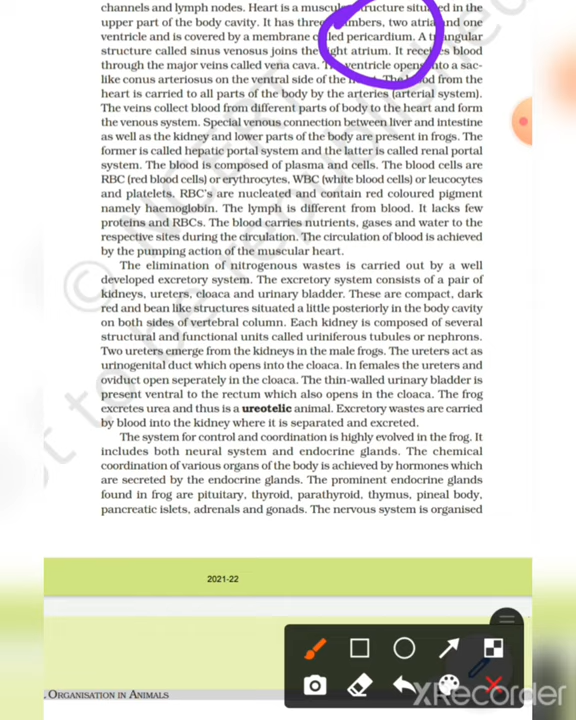 channels and lymph nodes. Heart is a muscular structure situated in the
upper part of the body cavity. It has three chambers, two atria and one
ventricle and is covered by a membrane called pericardium. A triangular
structure called sinus venosus joins the right atrium. It receives blood
through the major veins called vena cava. The ventricle opens into a sac-
like conus arteriosus on the ventral side of the heart. The blood from the
heart is carried to all parts of the body by the arteries (arterial system).
The veins collect blood from different parts of body to the heart and form
the venous system. Special venous connection between liver and intestine
as well as the kidney and lower parts of the body are present in frogs. The
former is called hepatic portal system and the latter is called renal portal
system. The blood is composed of plasma and cells. The blood cells are
RBC (red blood cells) or erythrocytes, WBC (white blood cells) or leucocytes
and platelets. RBC's are nucleated and contain red coloured pigment
namely haemoglobin. The lymph is different from blood. It lacks few
proteins and RBCs. The blood carries nutrients, gases and water to the
respective sites during the circulation. The circulation of blood is achieved
by the pumping action of the muscular heart.
The elimination of nitrogenous wastes is carried out by a well
developed excretory system. The excretory system consists of a pair of
kidneys, ureters, cloaca and urinary bladder. These are compact, dark
red and bean like structures situated a little posteriorly in the body cavity
on both sides of vertebral column. Each kidney is composed of several
structural and functional units called uriniferous tubules or nephrons.
Two ureters emerge from the kidneys in the male frogs. The ureters act as
urinogenital duct which opens into the cloaca. In females the ureters and
oviduct open seperately in the cloaca. The thin-walled urinary bladder is
present ventral to the rectum which also opens in the cloaca. The frog
excretes urea and thus is a ureotelic animal. Excretory wastes are carried
by blood into the kidney where it is separated and excreted.
The system for control and coordination is highly evolved in the frog. It
includes both neural system and endocrine glands. The chemical
coordination of various organs of the body is achieved by hormones which
are secreted by the endocrine glands. The prominent endocrine glands
found in frog are pituitary, thyroid, parathyroid, thymus, pineal body,
pancreatic islets, adrenals and gonads. The nervous system is organised
© NCERT
not to be republished
2021-22
. ORGANISATION IN ANIMALS
XRecorder